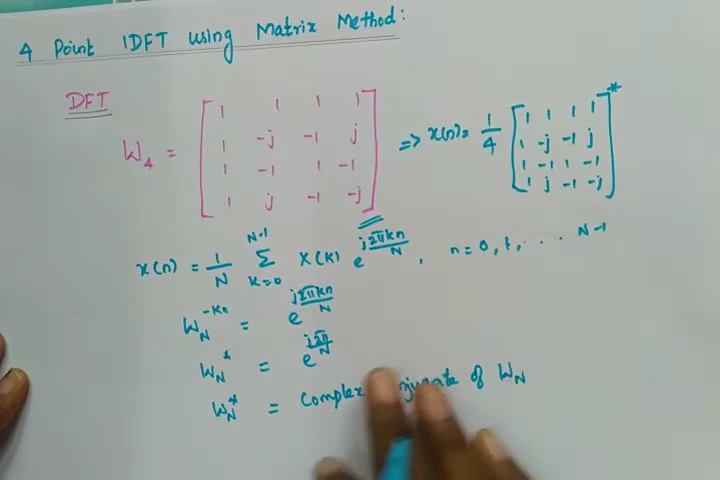 4 Point IDFT using Matrix Method:
DFT
W₄ = [ 1 1 1 1 ; 1 -j -1 j ; 1 -1 1 -1 ; 1 j -1 -j ] => x(n) = 1/4 [ 1 1 1 1 ; 1 -j -1 j ; 1 -1 1 -1 ; 1 j -1 -j ]*
x(n) = 1/N Σ_{k=0}^{N-1} X(K) e^{j2πkn/N}, n=0, 1, ..... N-1
W_N^{-kn} = e^{j2πkn/N}
W_N^* = e^{j2π/N}
W_N^* = Complex of W_N